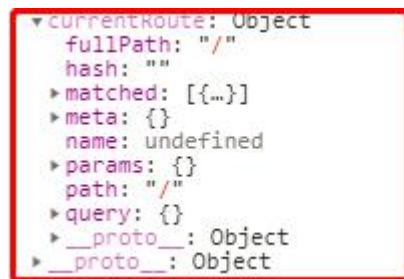 ▼currentRoute: Object
fullPath: "/"
hash: ""
▶matched: [{…}]
▶meta: {}
name: undefined
▶params: {}
path: "/"
▶query: {}
▶__proto__: Object
▶__proto__: Object